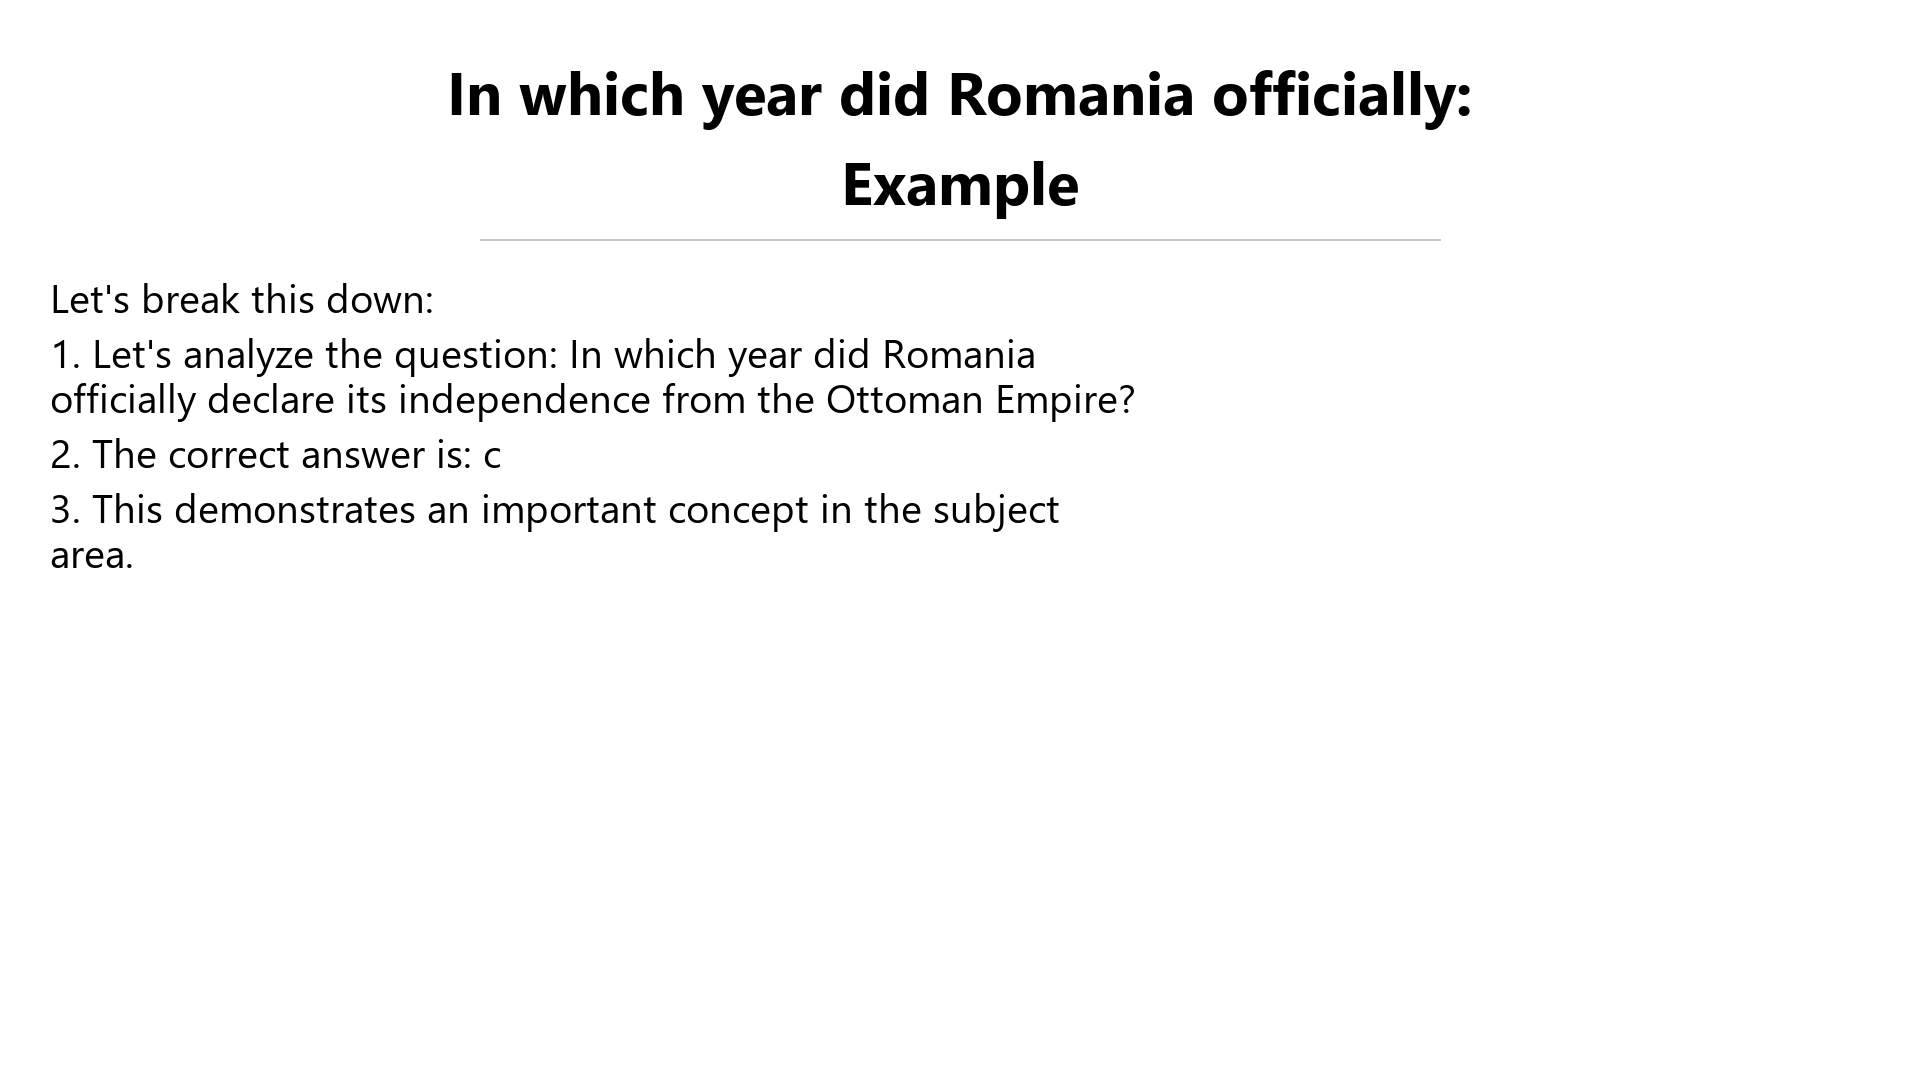 In which year did Romania officially:
Example
Let's break this down:
1. Let's analyze the question: In which year did Romania
officially declare its independence from the Ottoman Empire?
2. The correct answer is: c
3. This demonstrates an important concept in the subject
area.